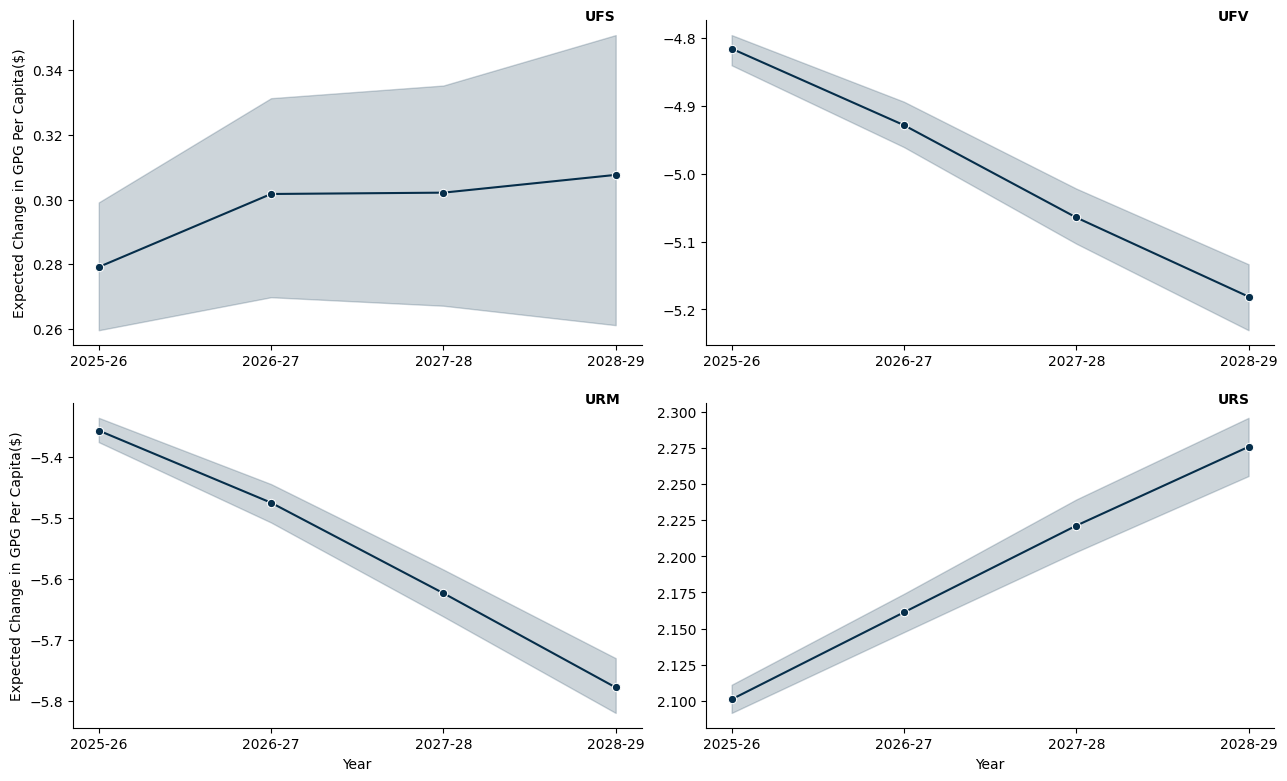 UFS
Expected Change in GPG Per Capita($)
0.34
0.32
0.30
0.28
0.26
2025-26 2026-27 2027-28 2028-29
UFV
−4.8
−4.9
−5.0
−5.1
−5.2
2025-26 2026-27 2027-28 2028-29
URM
Expected Change in GPG Per Capita($)
−5.4
−5.5
−5.6
−5.7
−5.8
2025-26 2026-27 2027-28 2028-29
Year
URS
2.300
2.275
2.250
2.225
2.200
2.175
2.150
2.125
2.100
2025-26 2026-27 2027-28 2028-29
Year